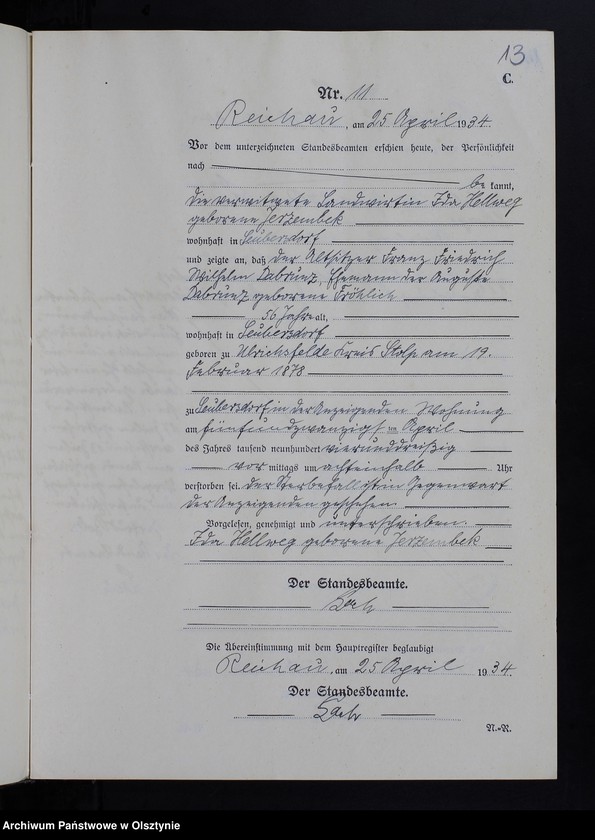 13
C.
Nr. 11
Reichau, am 25 April 1934.
Vor dem unterzeichneten Standesbeamten erschien heute, der Persönlichkeit
nach
be kannt,
die verwitwete Landwirtin Ida Hellweg
geborene Jerzembek
wohnhaft in Seubersdorf
und zeigte an, daß der Altsitzer Franz Friedrich
Wilhelm Dabrunz, Ehemann der Auguste
Dabrunz geborene Fröhlich
56 Jahre alt,
wohnhaft in Seubersdorf
geboren zu Ulrichsfelde Kreis Stolp am 19.
Februar 1878
zu Seubersdorf in der Anzeigenden Wohnung
am fünfundzwanzigsten April
des Jahres tausend neunhundert vierunddreißig
vor mittags um achteinhalb Uhr
verstorben sei. Der Sterbefall ist in Gegenwart
der Anzeigenden geschehen.
Vorgelesen, genehmigt und unterschrieben.
Ida Hellweg geborene Jerzembek
Der Standesbeamte.
Die Übereinstimmung mit dem Hauptregister beglaubigt
Reichau, am 25 April 1934.
Der Standesbeamte.
N.-R.
Archiwum Państwowe w Olsztynie